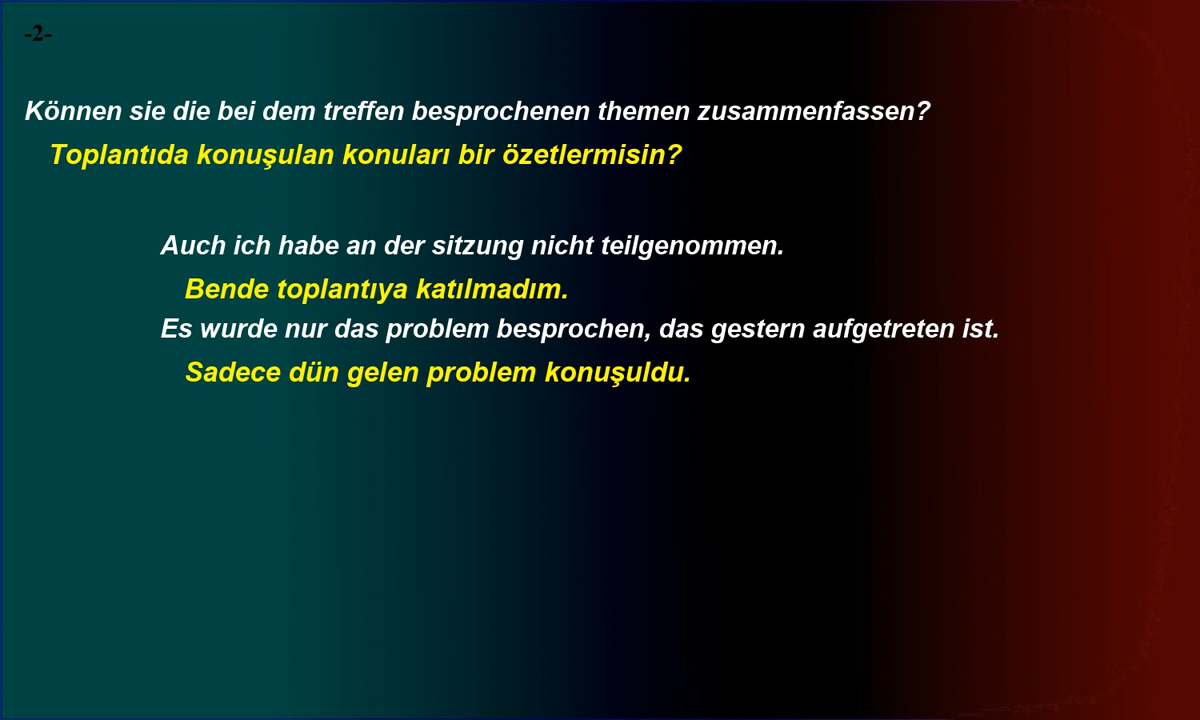 -2-
Können sie die bei dem treffen besprochenen themen zusammenfassen?
Toplantıda konuşulan konuları bir özetlermisin?
Auch ich habe an der sitzung nicht teilgenommen.
Bende toplantıya katılmadım.
Es wurde nur das problem besprochen, das gestern aufgetreten ist.
Sadece dün gelen problem konuşuldu.